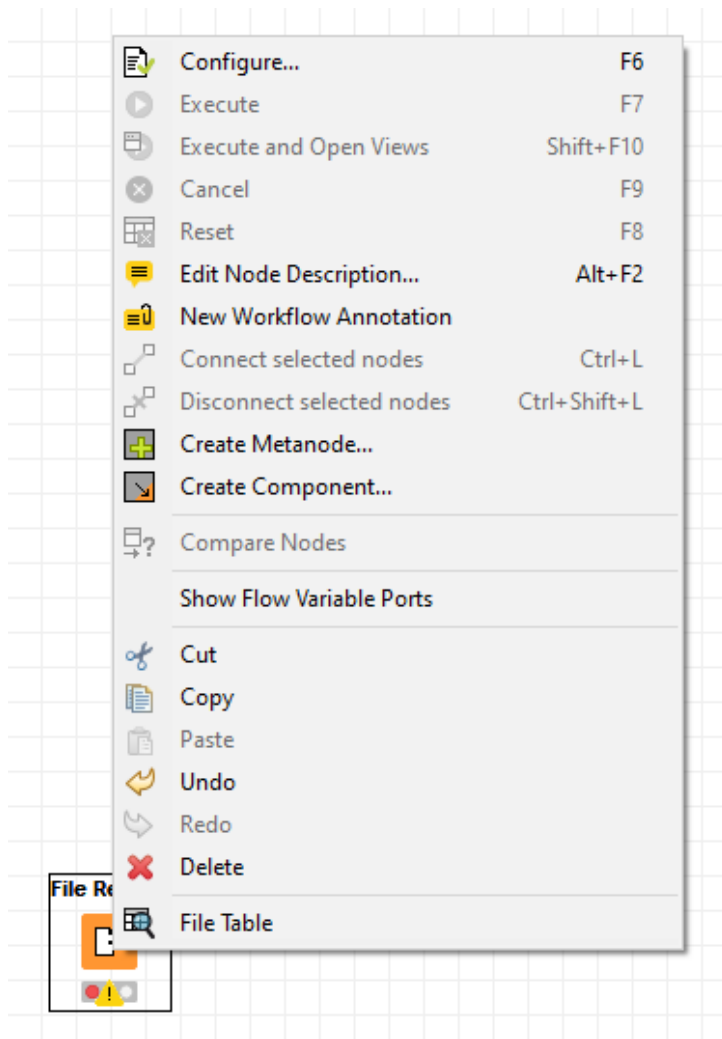 Configure... F6
Execute F7
Execute and Open Views Shift+F10
Cancel F9
Reset F8
Edit Node Description... Alt+F2
New Workflow Annotation
Connect selected nodes Ctrl+L
Disconnect selected nodes Ctrl+Shift+L
Create Metanode...
Create Component...
Compare Nodes
Show Flow Variable Ports
Cut
Copy
Paste
Undo
Redo
Delete
File Re
File Table